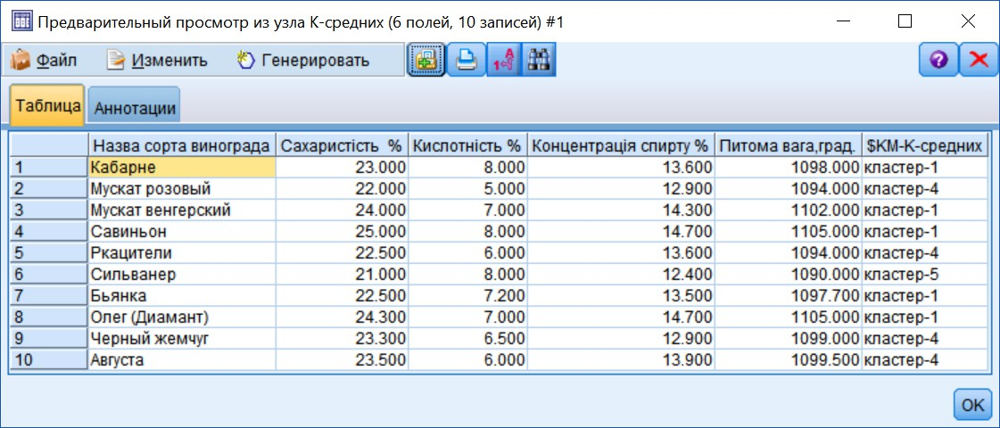 Предварительный просмотр из узла К-средних (6 полей, 10 записей) #1
Файл Изменить Генерировать
Таблица Аннотации
Назва сорта винограда Сахаристість % Кислотність % Концентрація спирту % Питома вага,град. $KM-К-средних
1 Кабарне 23.000 8.000 13.600 1098.000 кластер-1
2 Мускат розовый 22.000 5.000 12.900 1094.000 кластер-4
3 Мускат венгерский 24.000 7.000 14.300 1102.000 кластер-1
4 Савиньон 25.000 8.000 14.700 1105.000 кластер-1
5 Ркацители 22.500 6.000 13.600 1094.000 кластер-4
6 Сильванер 21.000 8.000 12.400 1090.000 кластер-5
7 Бьянка 22.500 7.200 13.500 1097.700 кластер-1
8 Олег (Диамант) 24.300 7.000 14.700 1105.000 кластер-1
9 Черный жемчуг 23.300 6.500 12.900 1099.000 кластер-4
10 Августа 23.500 6.000 13.900 1099.500 кластер-4
OK